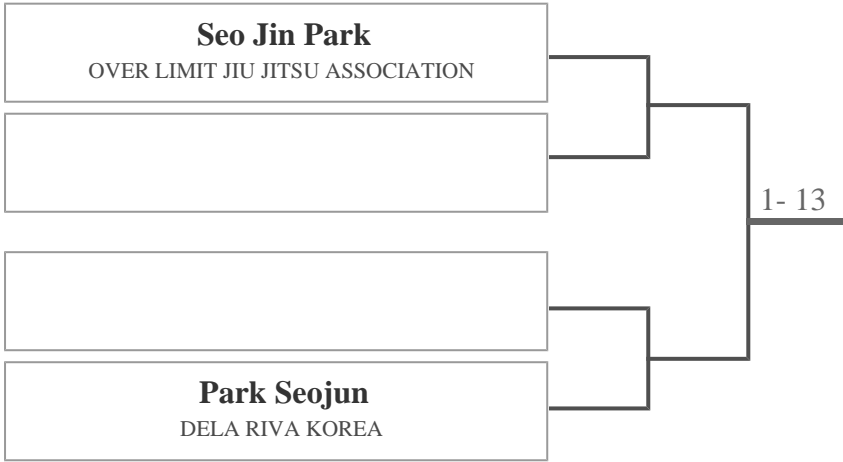 Seo Jin Park
OVER LIMIT JIU JITSU ASSOCIATION
1- 13
Park Seojun
DELA RIVA KOREA